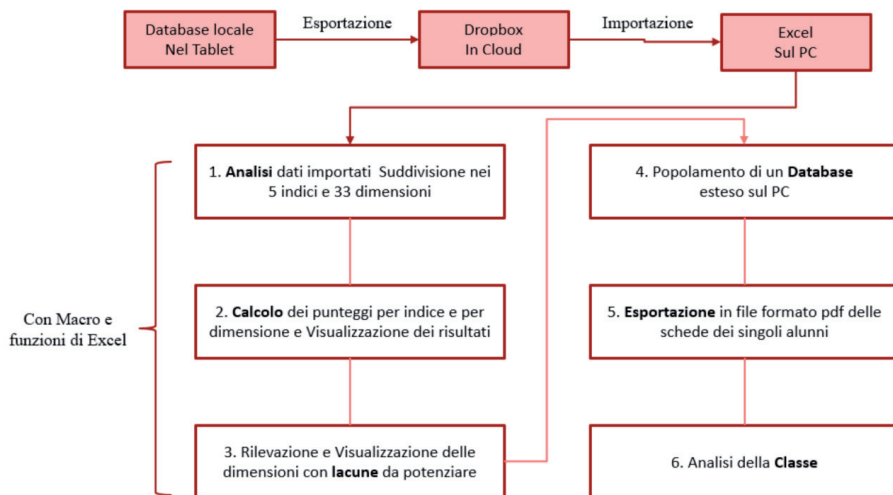 Database locale
Nel Tablet
Esportazione
Dropbox
In Cloud
Importazione
Excel
Sul PC
Con Macro e
funzioni di Excel
1. Analisi dati importati Suddivisione nei
5 indici e 33 dimensioni
2. Calcolo dei punteggi per indice e per
dimensione e Visualizzazione dei risultati
3. Rilevazione e Visualizzazione delle
dimensioni con lacune da potenziare
4. Popolamento di un Database
esteso sul PC
5. Esportazione in file formato pdf delle
schede dei singoli alunni
6. Analisi della Classe